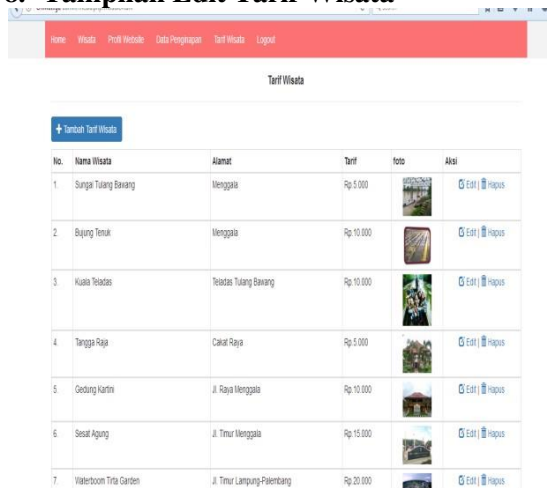 Tampilan Edit Tarif Wisata
Home Wisata Profil Website Data Penginapan Tarif Wisata Logout
Tarif Wisata
+ Tambah Tarif Wisata
No. Nama Wisata Alamat Tarif foto Aksi
1. Sungai Tulang Bawang Menggala Rp.5.000 Edit | Hapus
2. Bujung Tenuk Menggala Rp.10.000 Edit | Hapus
3. Kuala Teladas Teladas Tulang Bawang Rp.10.000 Edit | Hapus
4. Tangga Raja Cakat Raya Rp.5.000 Edit | Hapus
5. Gedung Kartini Jl. Raya Menggala Rp.10.000 Edit | Hapus
6. Sesat Agung Jl. Timur Menggala Rp.15.000 Edit | Hapus
7. Waterboom Tirta Garden Jl. Timur Lampung-Palembang Rp.20.000 Edit | Hapus